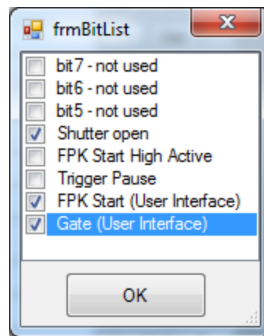 frmBitList
bit7 - not used
bit6 - not used
bit5 - not used
Shutter open
FPK Start High Active
Trigger Pause
FPK Start (User Interface)
Gate (User Interface)
OK